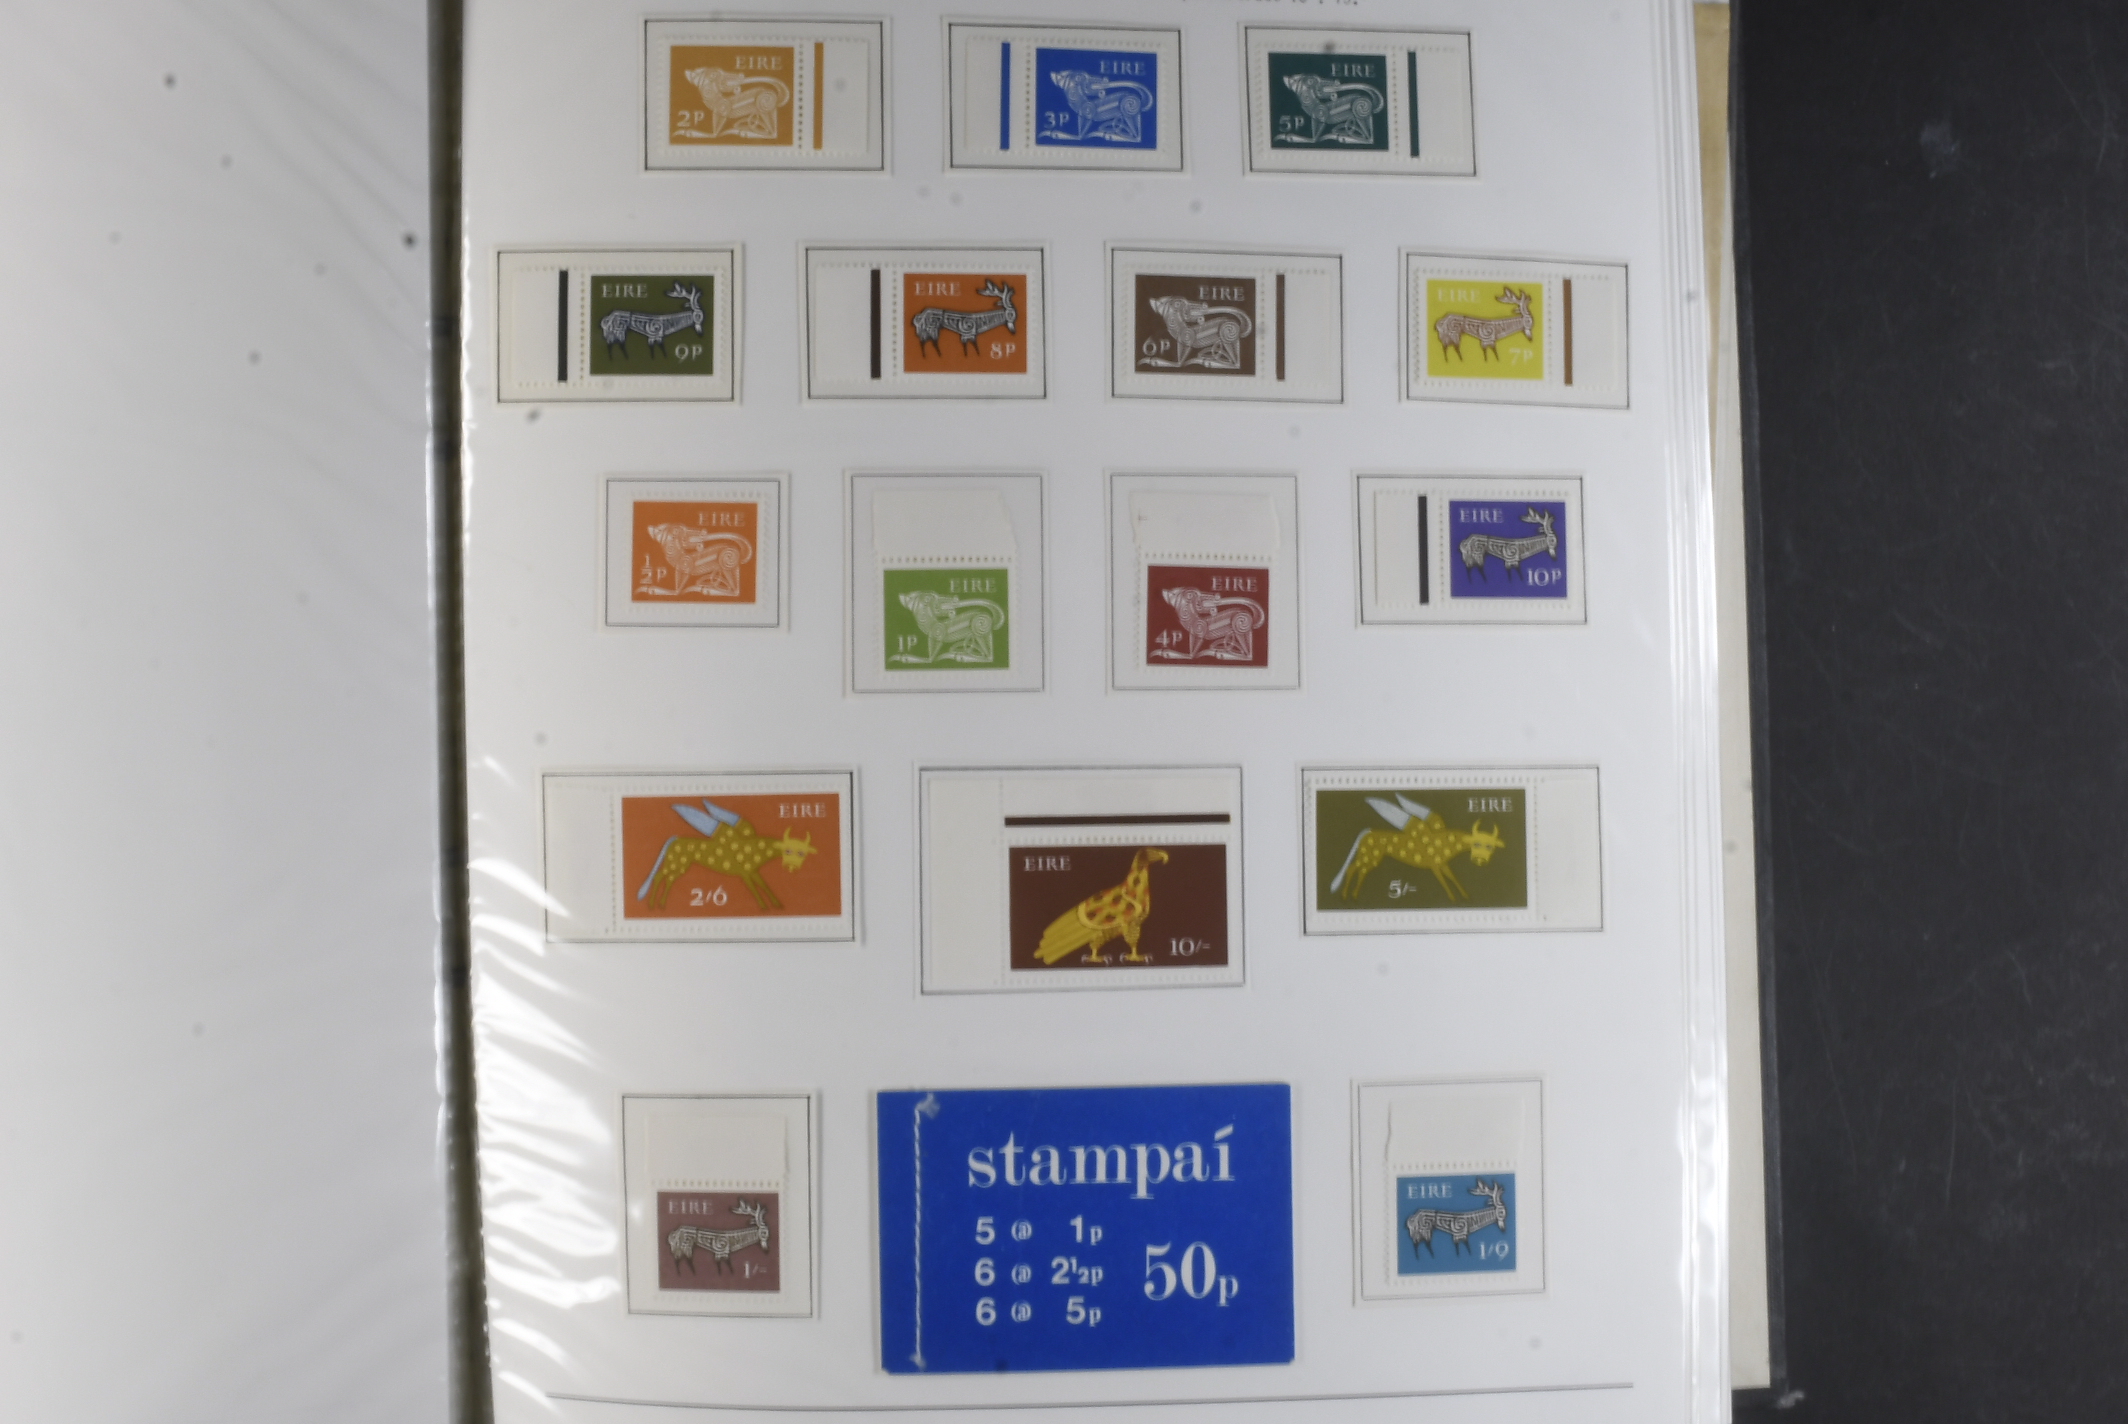 EIRE
2p
EIRE
3p
EIRE
5p
EIRE
9p
EIRE
8p
EIRE
6p
EIRE
7p
EIRE
½p
EIRE
1p
EIRE
4p
EIRE
10p
EIRE
2/6
EIRE
10/-
EIRE
5/-
EIRE
1/-
stampaí
5 @ 1p
6 @ 2½p
6 @ 5p
50p
EIRE
1/9